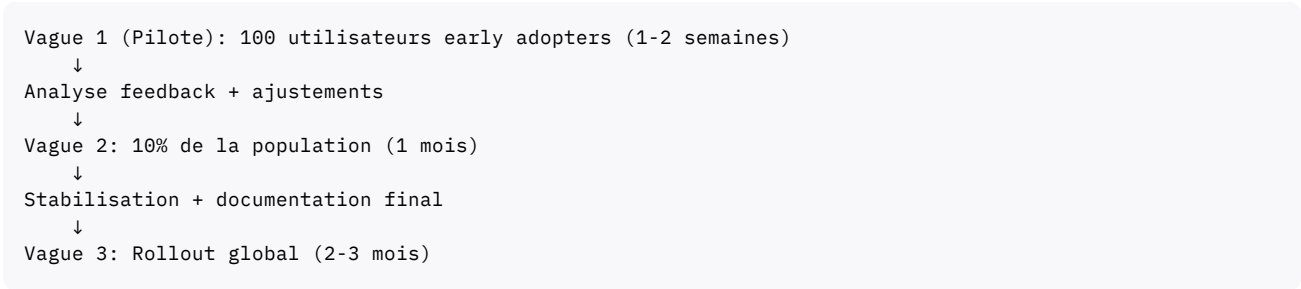 Vague 1 (Pilote): 100 utilisateurs early adopters (1-2 semaines)
↓
Analyse feedback + ajustements
↓
Vague 2: 10% de la population (1 mois)
↓
Stabilisation + documentation final
↓
Vague 3: Rollout global (2-3 mois)